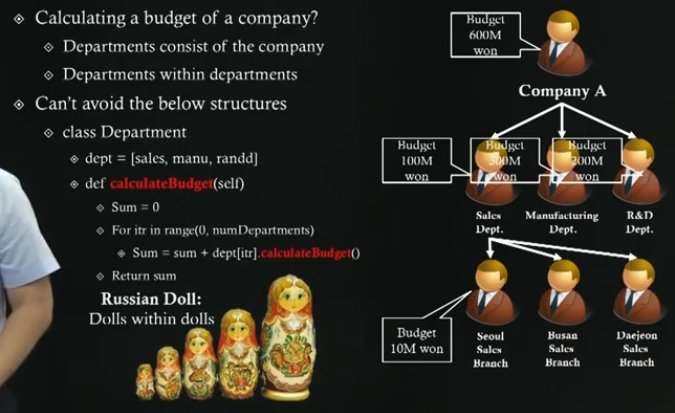 Calculating a budget of a company?
Departments consist of the company
Departments within departments
Can't avoid the below structures
class Department
dept = [sales, manu, randd]
def calculateBudget(self)
Sum = 0
For itr in range(0, numDepartments)
Sum = sum + dept[itr].calculateBudget()
Return sum
Russian Doll:
Dolls within dolls
Budget
600M
won
Company A
Budget
100M
won
Budget
300M
won
Budget
200M
won
Sales
Dept.
Manufacturing
Dept.
R&D
Dept.
Budget
10M won
Seoul
Sales
Branch
Busan
Sales
Branch
Daejeon
Sales
Branch